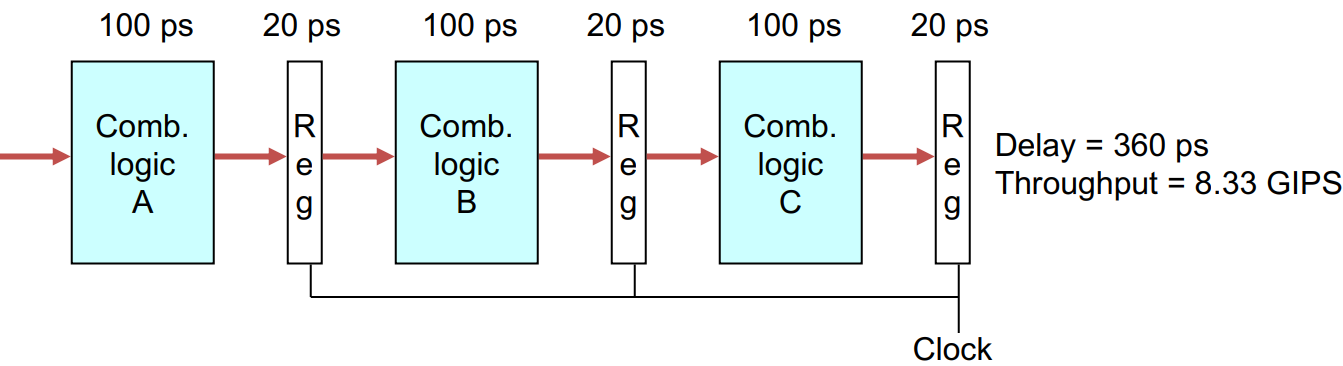 100 ps
20 ps
100 ps
20 ps
100 ps
20 ps
Comb.
logic
A
R
e
g
Comb.
logic
B
R
e
g
Comb.
logic
C
R
e
g
Delay = 360 ps
Throughput = 8.33 GIPS
Clock